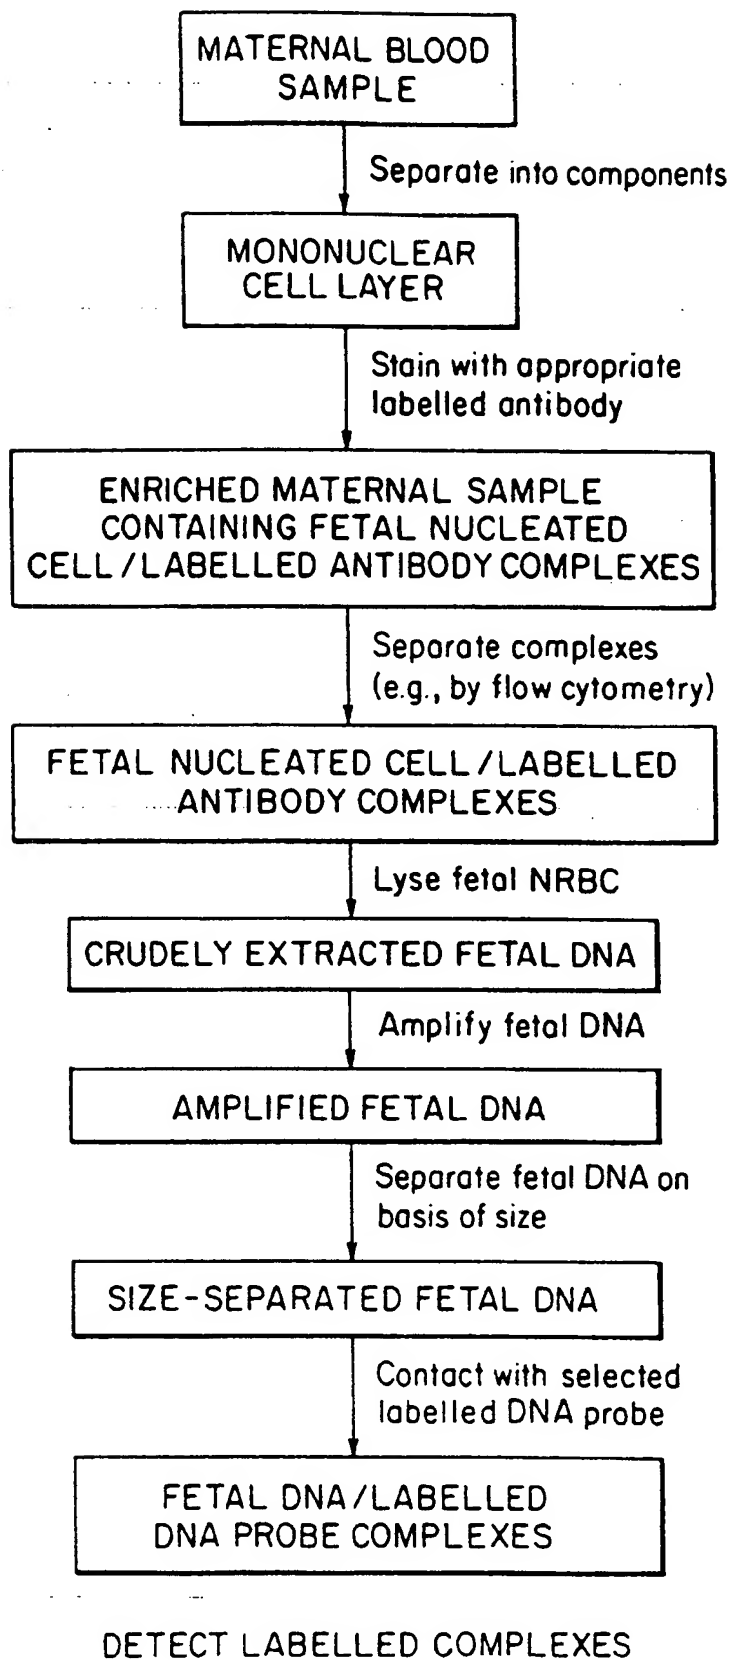 MATERNAL BLOOD
SAMPLE
Separate into components
MONONUCLEAR
CELL LAYER
Stain with appropriate
labelled antibody
ENRICHED MATERNAL SAMPLE
CONTAINING FETAL NUCLEATED
CELL/LABELLED ANTIBODY COMPLEXES
Separate complexes
(e.g., by flow cytometry)
FETAL NUCLEATED CELL/LABELLED
ANTIBODY COMPLEXES
Lyse fetal NRBC
CRUDELY EXTRACTED FETAL DNA
Amplify fetal DNA
AMPLIFIED FETAL DNA
Separate fetal DNA on
basis of size
SIZE-SEPARATED FETAL DNA
Contact with selected
labelled DNA probe
FETAL DNA/LABELLED
DNA PROBE COMPLEXES
DETECT LABELLED COMPLEXES